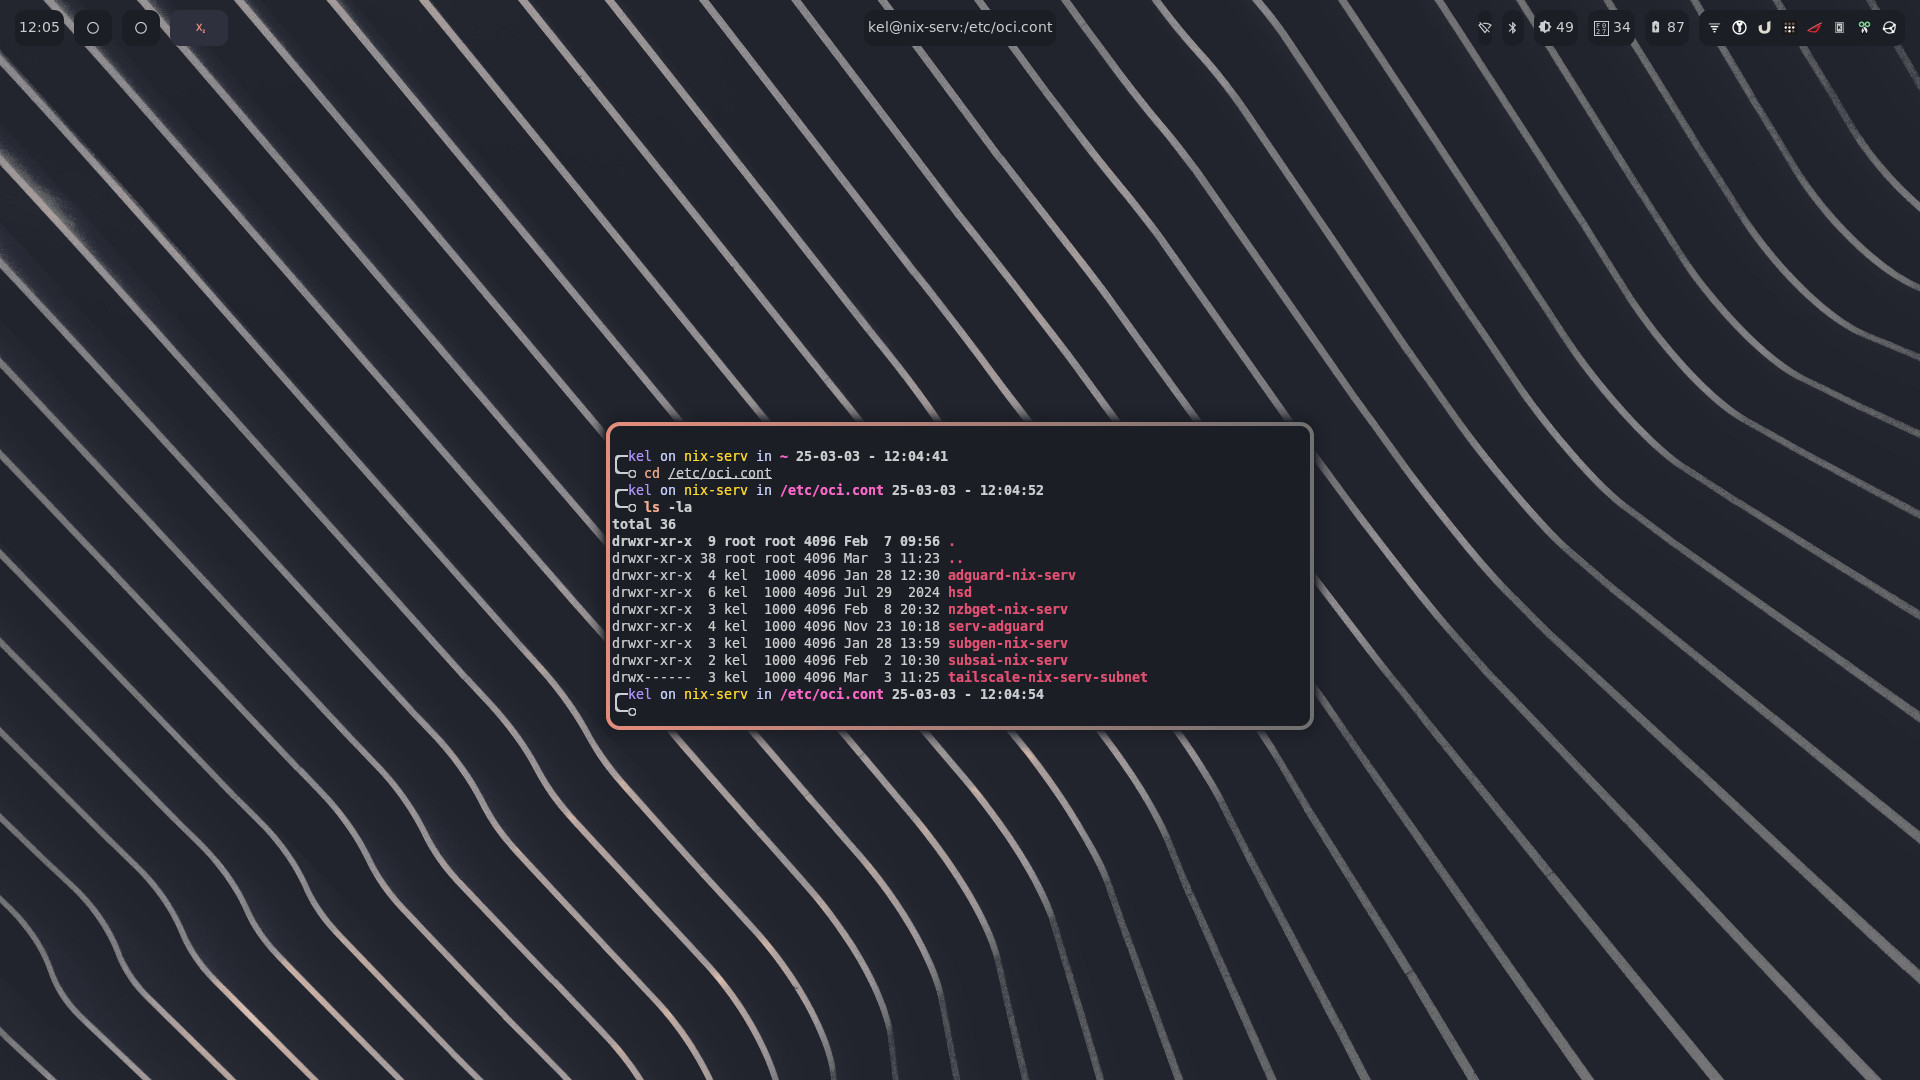 12:05
kel@nix-serv:/etc/oci.cont
49
34
87
kel on nix-serv in ~ 25-03-03 - 12:04:41
cd /etc/oci.cont
kel on nix-serv in /etc/oci.cont 25-03-03 - 12:04:52
ls -la
total 36
drwxr-xr-x  9 root root 4096 Feb  7 09:56 .
drwxr-xr-x 38 root root 4096 Mar  3 11:23 ..
drwxr-xr-x  4 kel  1000 4096 Jan 28 12:30 adguard-nix-serv
drwxr-xr-x  6 kel  1000 4096 Jul 29  2024 hsd
drwxr-xr-x  3 kel  1000 4096 Feb  8 20:32 nzbget-nix-serv
drwxr-xr-x  4 kel  1000 4096 Nov 23 10:18 serv-adguard
drwxr-xr-x  3 kel  1000 4096 Jan 28 13:59 subgen-nix-serv
drwxr-xr-x  2 kel  1000 4096 Feb  2 10:30 subsai-nix-serv
drwx------  3 kel  1000 4096 Mar  3 11:25 tailscale-nix-serv-subnet
kel on nix-serv in /etc/oci.cont 25-03-03 - 12:04:54